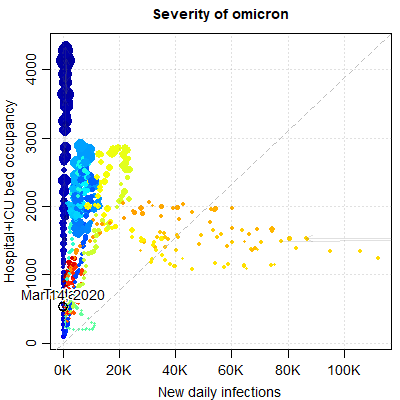 Severity of omicron
Hospital+ICU bed occupancy
4000
3000
2000
1000
0
2020
0K
20K
40K
60K
80K
100K
New daily infections